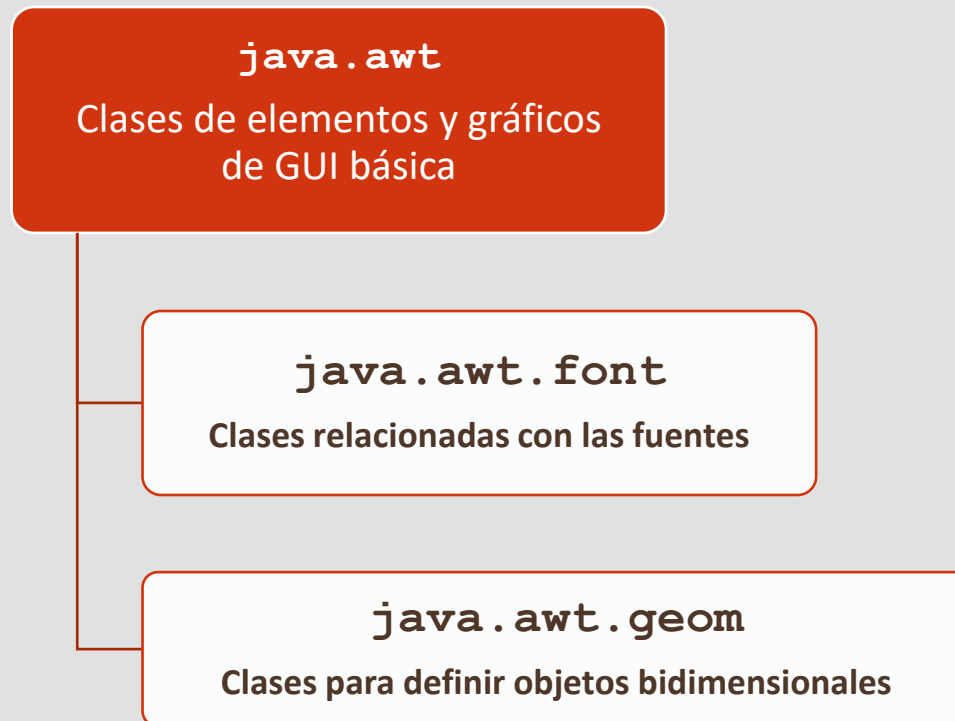 java.awt
Clases de elementos y gráficos
de GUI básica
java.awt.font
Clases relacionadas con las fuentes
java.awt.geom
Clases para definir objetos bidimensionales